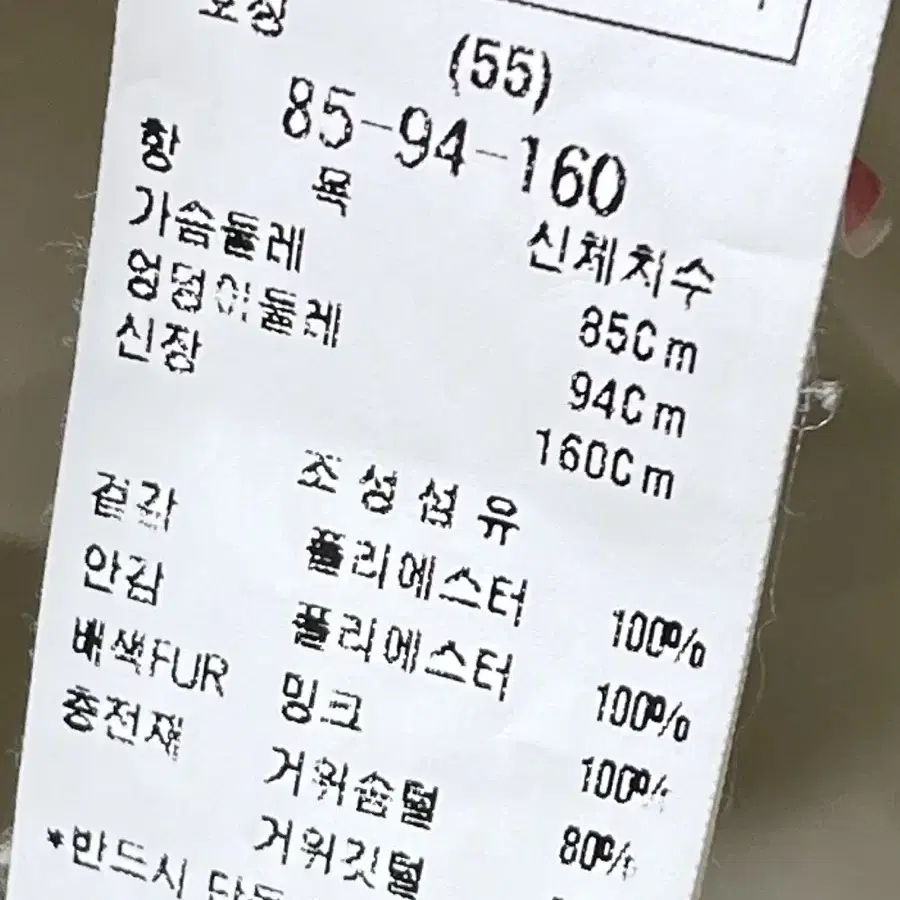 (55)
85-94-160
항 목 신체치수
가슴둘레 85Cm
엉덩이둘레 94Cm
신장 160Cm
조성섬유
겉감 폴리에스터 100%
안감 폴리에스터 100%
배색FUR 밍크 100%
충전재 거위솜털 80%
거위깃털
*반드시